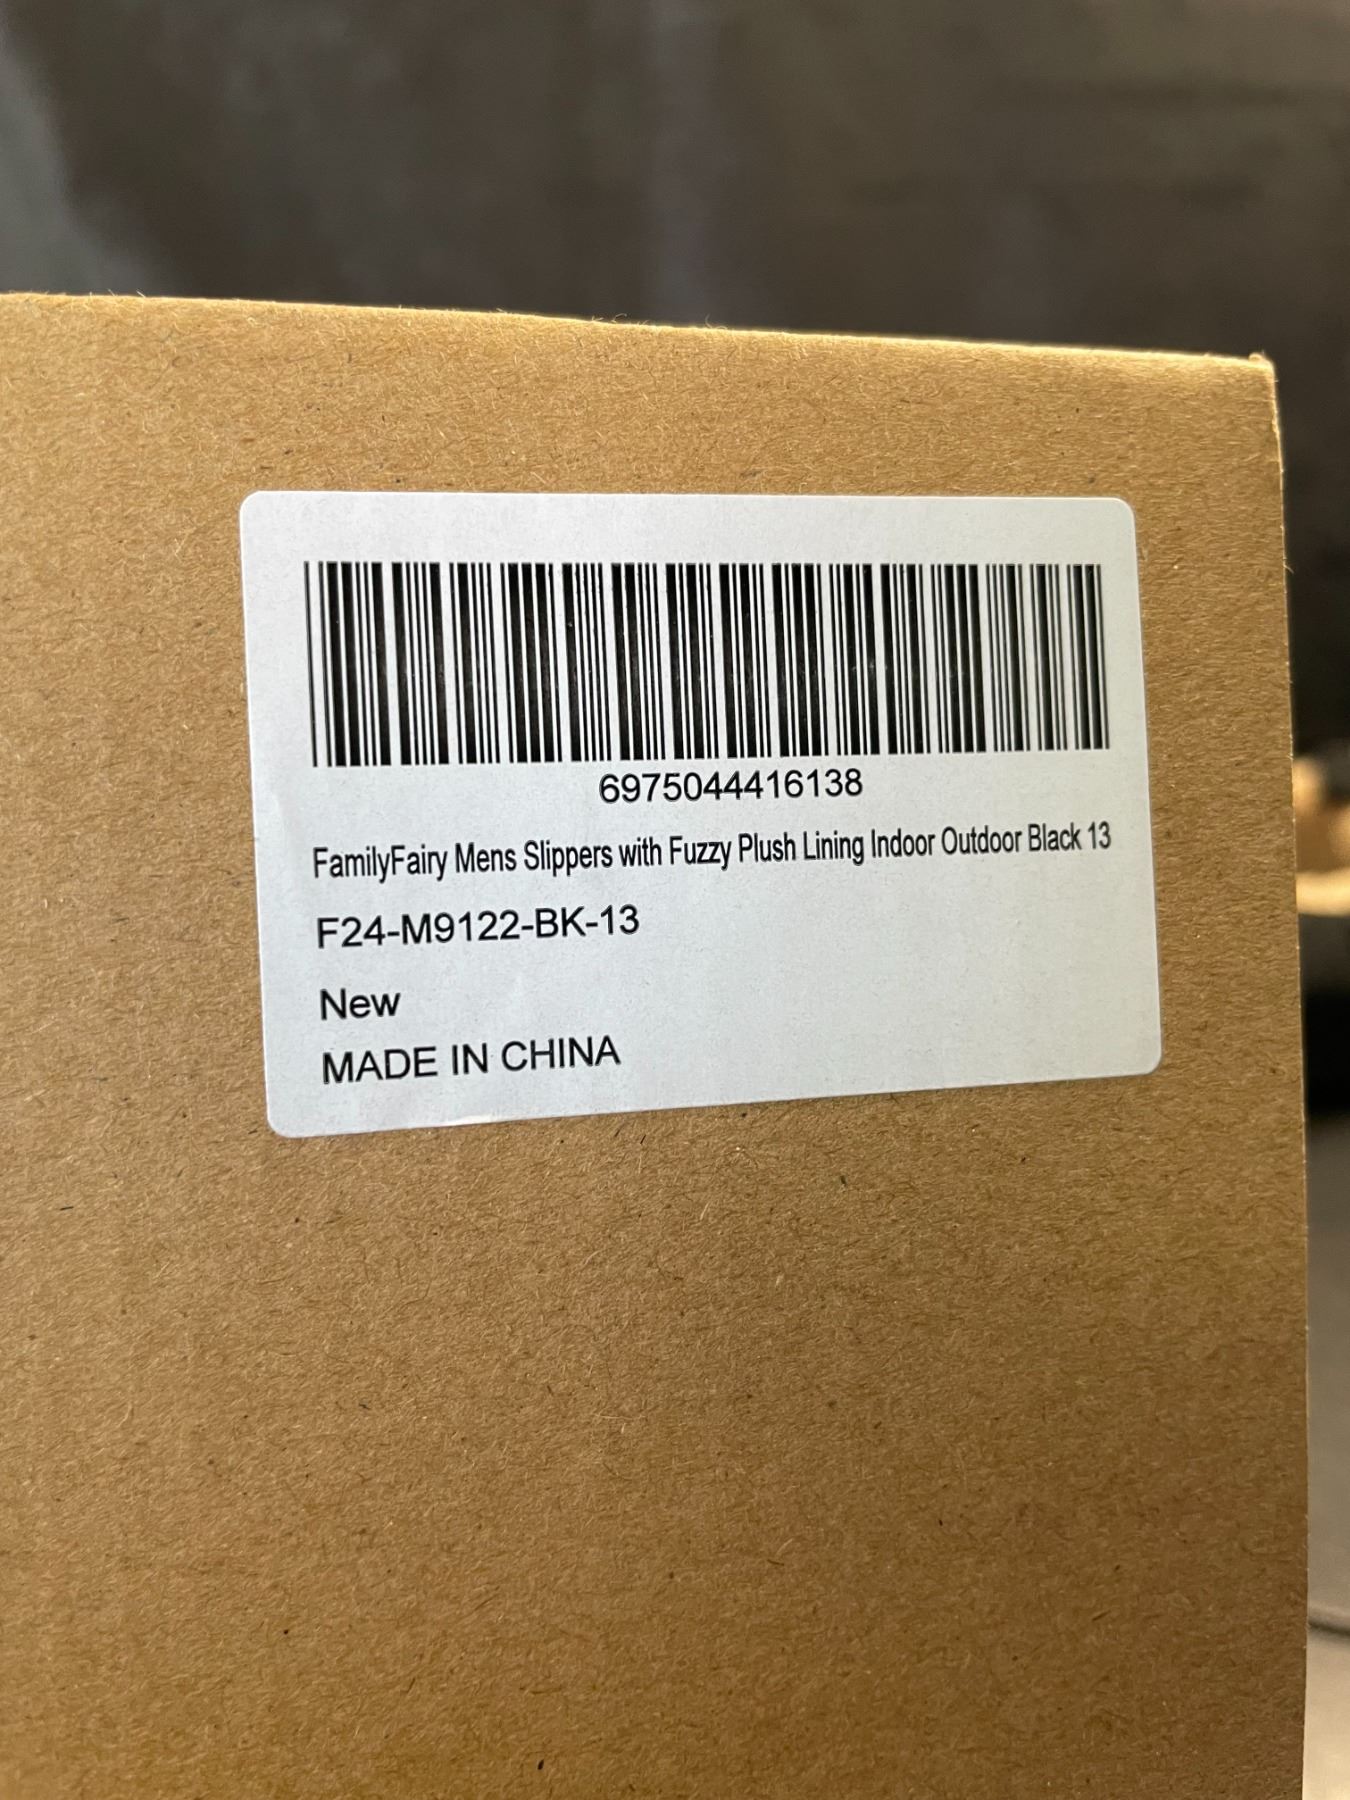 6975044416138
FamilyFairy Mens Slippers with Fuzzy Plush Lining Indoor Outdoor Black 13
F24-M9122-BK-13
New
MADE IN CHINA